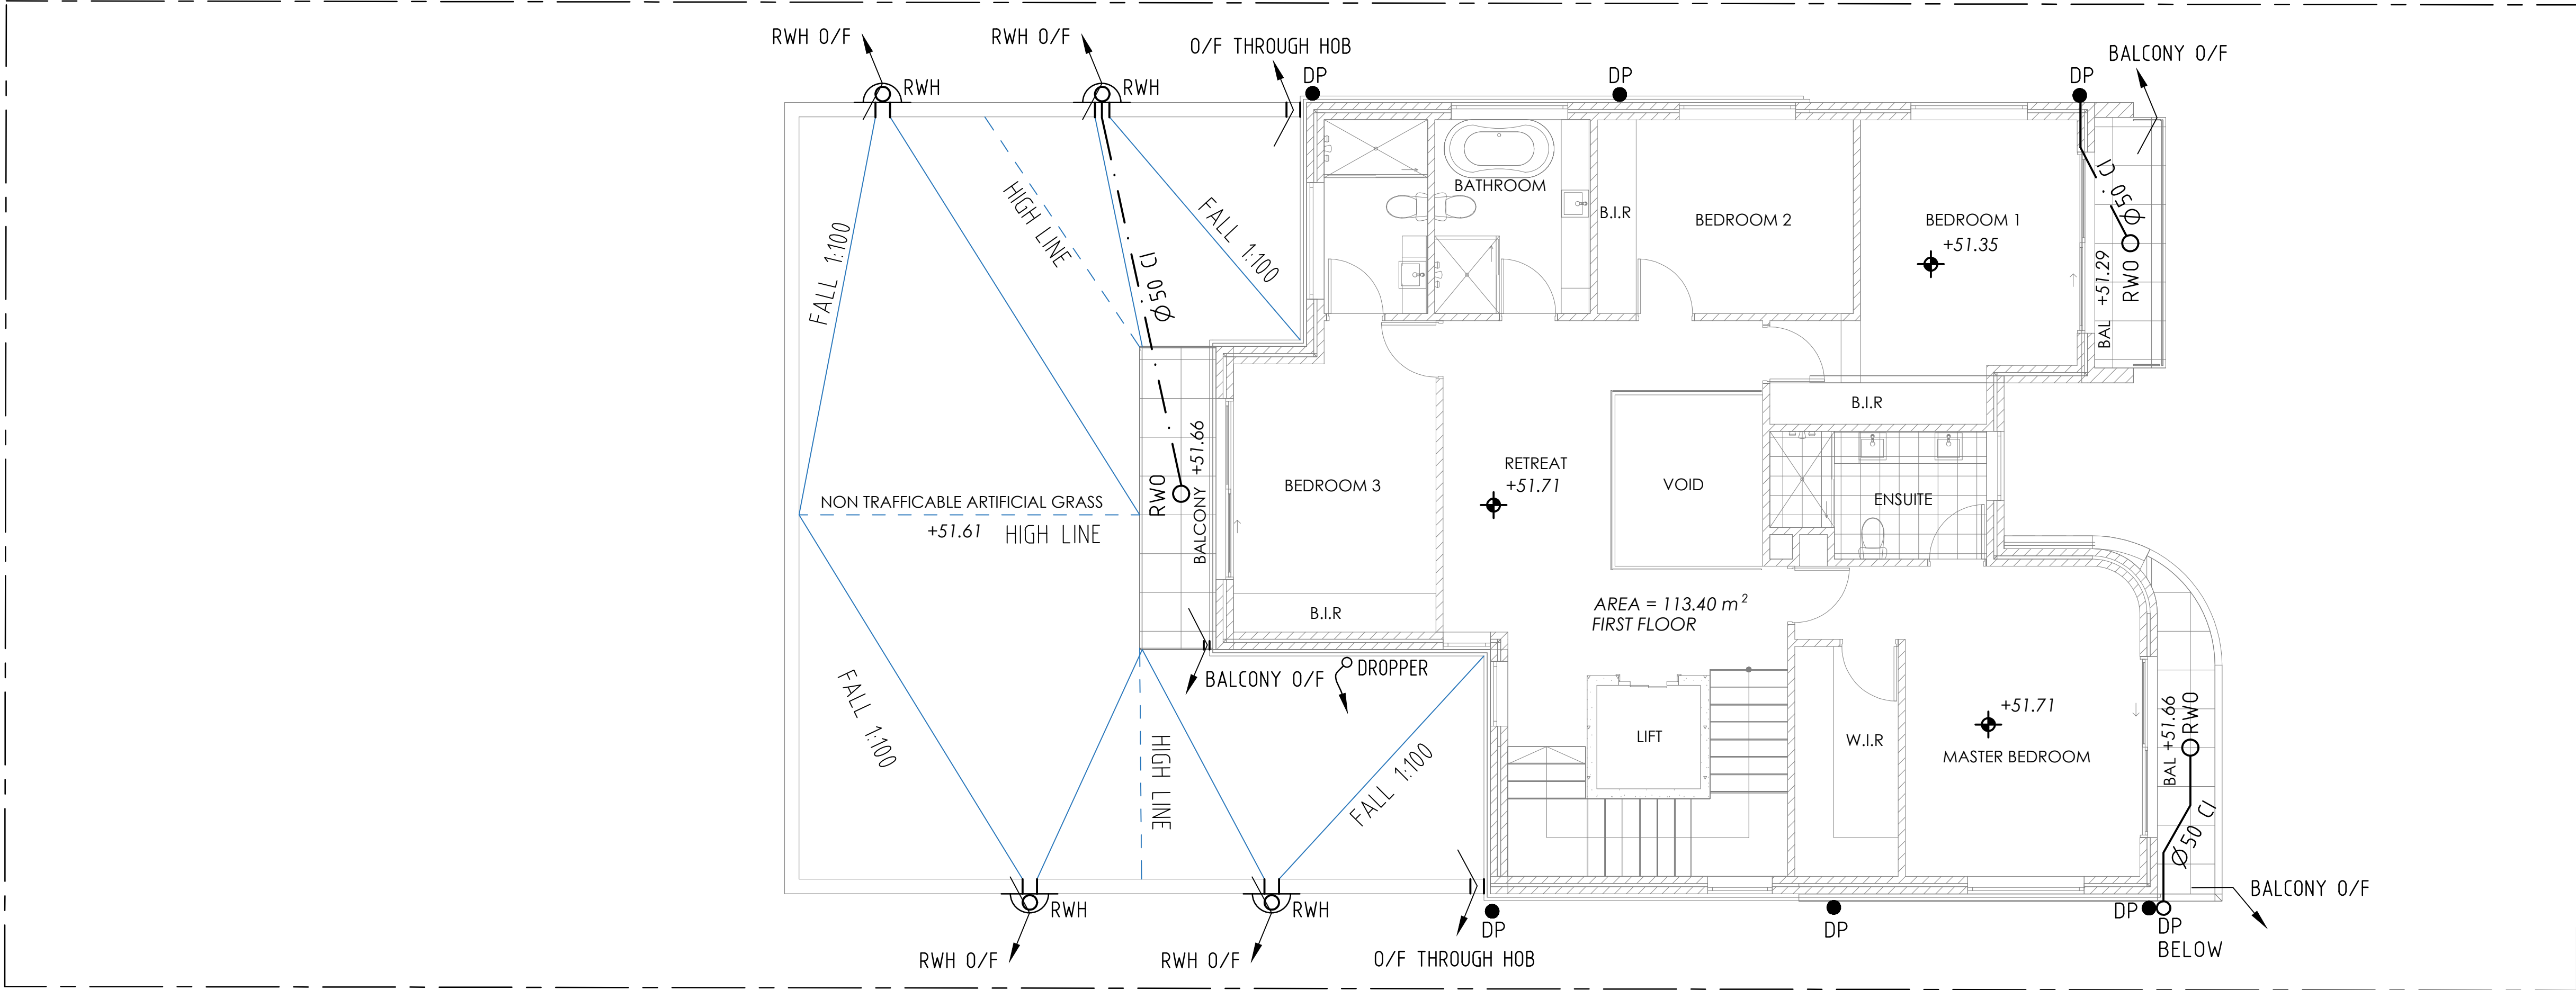 RWH O/F
RWH O/F
O/F THROUGH HOB
BALCONY O/F
RWH
RWH
DP
DP
DP
HIGH LINE
FALL 1:100
FALL 1:100
Ø50 CI
BATHROOM
B.I.R
BEDROOM 2
BEDROOM 1
+51.35
Ø50 CI
BAL +51.29
RWO
B.I.R
RWO
BALCONY +51.66
BEDROOM 3
RETREAT
+51.71
VOID
ENSUITE
NON TRAFFICABLE ARTIFICIAL GRASS
+51.61
HIGH LINE
B.I.R
AREA = 113.40 m²
FIRST FLOOR
BALCONY O/F
DROPPER
FALL 1:100
HIGH LINE
FALL 1:100
LIFT
W.I.R
+51.71
MASTER BEDROOM
BAL +51.66
RWO
Ø50 CI
BALCONY O/F
RWH
RWH
DP
DP
DP
DP
BELOW
RWH O/F
RWH O/F
O/F THROUGH HOB